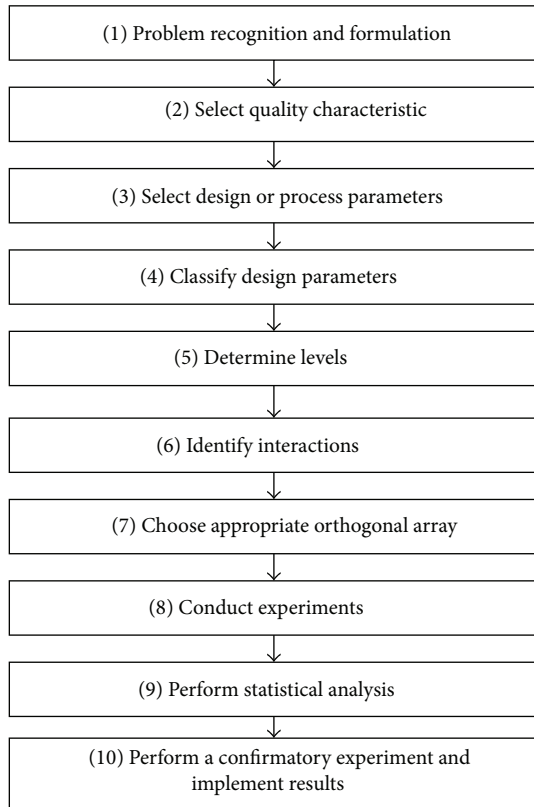 (1) Problem recognition and formulation
(2) Select quality characteristic
(3) Select design or process parameters
(4) Classify design parameters
(5) Determine levels
(6) Identify interactions
(7) Choose appropriate orthogonal array
(8) Conduct experiments
(9) Perform statistical analysis
(10) Perform a confirmatory experiment and
implement results